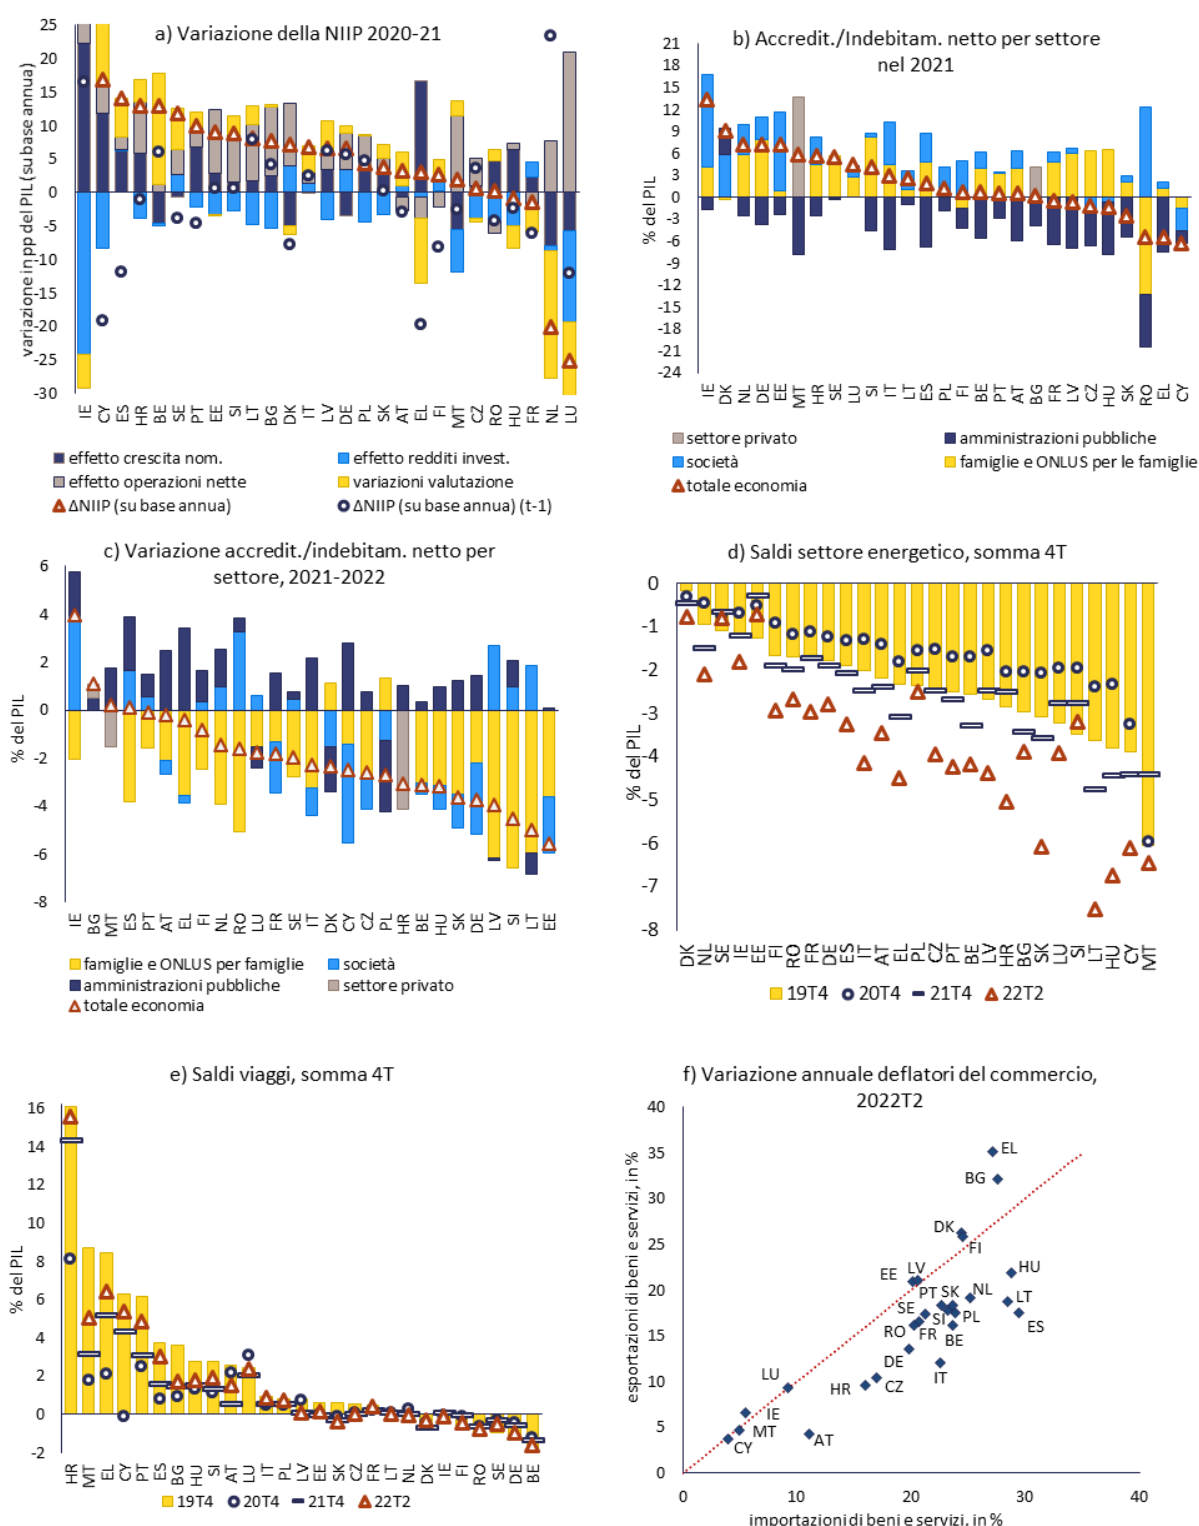 a) Variazione della NIIP 2020-21
variazione in pp del PIL (su base annua)
25
20
15
10
5
0
-5
-10
-15
-20
-25
-30
IE CY ES HR BE SE PT EE SI LT BG DK IT LV DE PL SK AT EL FI MT CZ RO HU FR NL LU
effetto crescita nom.
effetto redditi invest.
effetto operazioni nette
variazioni valutazione
ΔNIIP (su base annua)
ΔNIIP (su base annua) (t-1)
b) Accredit./Indebitam. netto per settore
nel 2021
% del PIL
21
18
15
12
9
6
3
0
-3
-6
-9
-12
-15
-18
-21
-24
IE DK NL DE EE MT HR SE LU SI IT LT ES PL FI BE PT AT BG FR LV CZ HU SK RO EL CY
settore privato
amministrazioni pubbliche
società
famiglie e ONLUS per le famiglie
totale economia
c) Variazione accredit./indebitam. netto per
settore, 2021-2022
% del PIL
6
4
2
0
-2
-4
-6
-8
IE BG MT ES PT AT EL FI NL RO LU FR SE IT DK CY CZ PL HR BE HU SK DE LV SI LT EE
famiglie e ONLUS per famiglie
società
amministrazioni pubbliche
settore privato
totale economia
d) Saldi settore energetico, somma 4T
% del PIL
0
-1
-2
-3
-4
-5
-6
-7
-8
DK NL SE IE EE FI RO FR DE ES IT AT EL PL CZ PT BE LV HR BG SK LU SI LT HU CY MT
19T4 20T4 21T4 22T2
e) Saldi viaggi, somma 4T
% del PIL
16
14
12
10
8
6
4
2
0
-2
HR MT EL CY PT ES BG HU SI AT LU IT PL LV EE SK CZ FR LT NL DK IE FI RO SE DE BE
19T4 20T4 21T4 22T2
f) Variazione annuale deflatori del commercio,
2022T2
esportazioni di beni e servizi, in %
40
35
30
25
20
15
10
5
0
EL
BG
DK
FI
HU
EE LV
PT SK NL LT
SE SI PL ES
RO FR BE
DE IT
LU
HR CZ
IE
MT AT
CY
0 10 20 30 40
importazioni di beni e servizi, in %